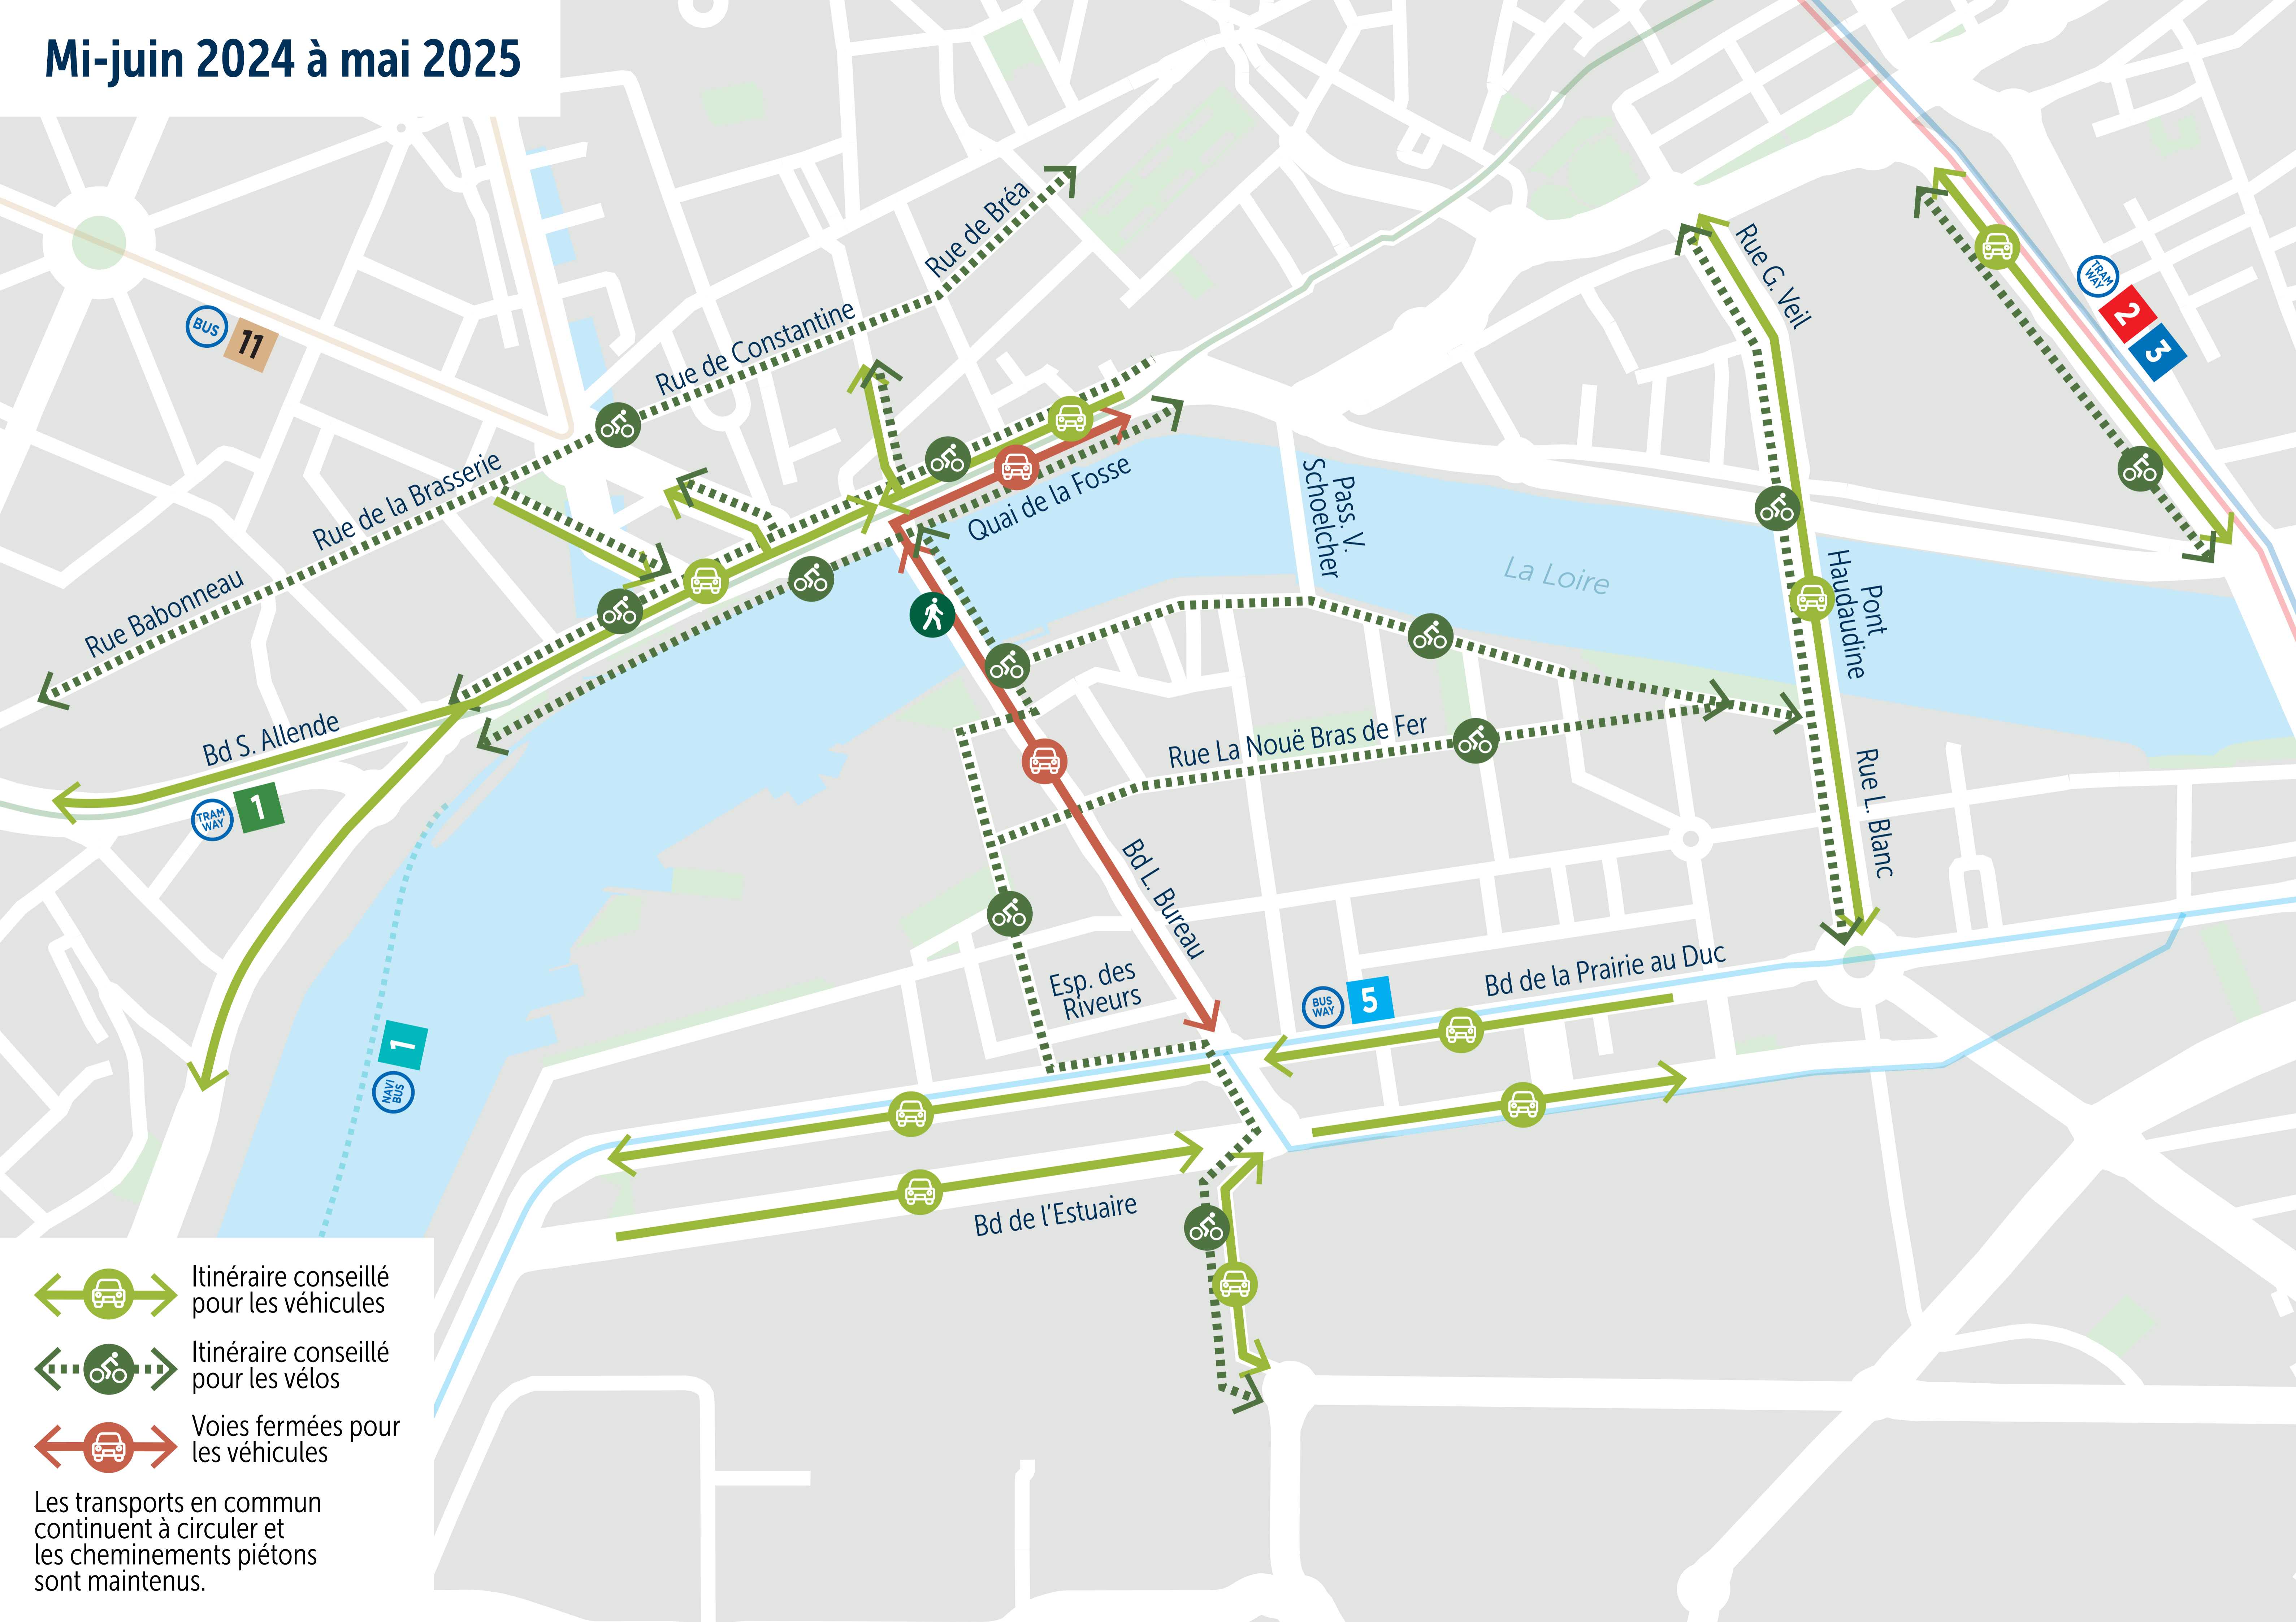 Mi-juin 2024 à mai 2025
Rue de Bréa
Rue de Constantine
Rue de la Brasserie
Rue Babonneau
BUS
11
Bd S. Allende
TRAM
WAY
1
Quai de la Fosse
Pass. V.
Schoelcher
La Loire
Rue G. Veil
TRAM
WAY
2
3
Pont
Haudaudine
Rue L. Blanc
Rue La Nouë Bras de Fer
Bd L. Bureau
Esp. des
Riveurs
BUS
WAY
5
Bd de la Prairie au Duc
1
NAVI
BUS
Bd de l'Estuaire
Itinéraire conseillé
pour les véhicules
Itinéraire conseillé
pour les vélos
Voies fermées pour
les véhicules
Les transports en commun
continuent à circuler et
les cheminements piétons
sont maintenus.